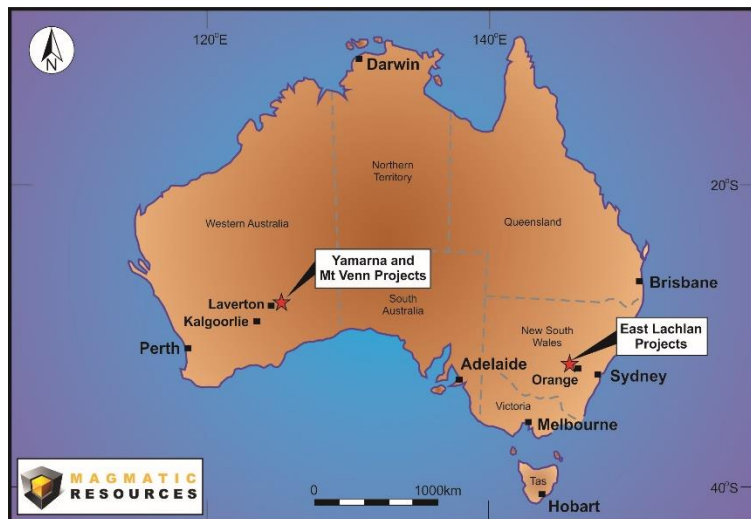 120°E
140°E
N
Darwin
Northern
Territory
20°S
Western Australia
Queensland
Yamarna and
Mt Venn Projects
Brisbane
Laverton
South
Australia
Kalgoorlie
New South
Wales
East Lachlan
Projects
Perth
Adelaide
Orange
Sydney
Victoria
Melbourne
MAGMATIC
RESOURCES
Tas
0
1000km
40°S
Hobart